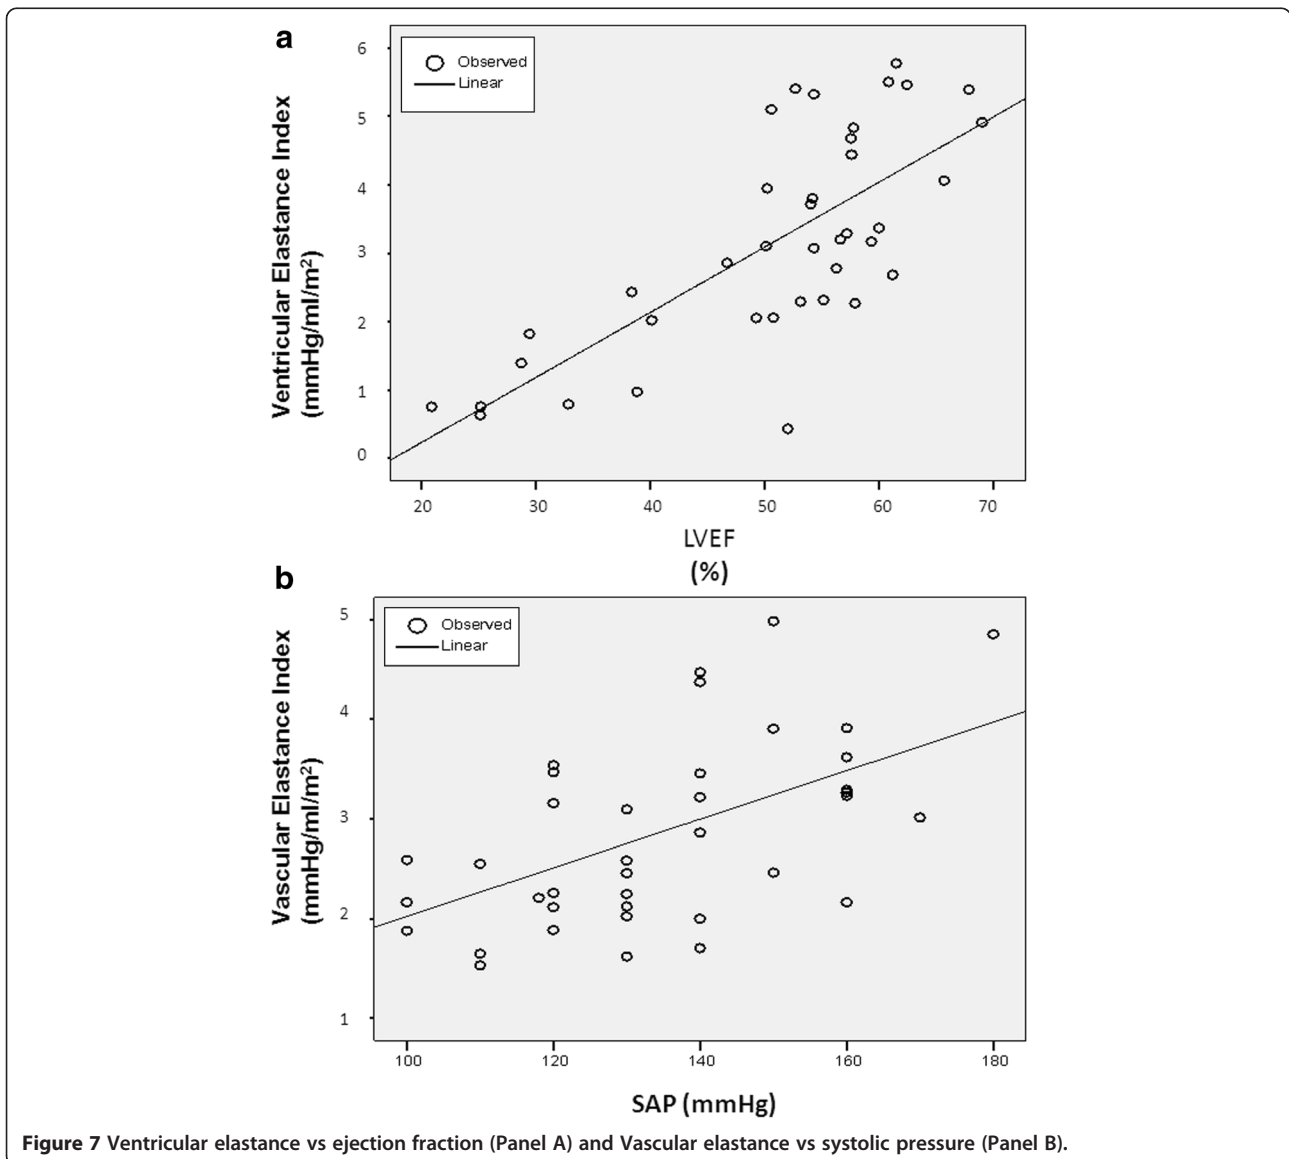 a
Observed
Linear
6
5
4
3
2
1
0
Ventricular Elastance Index
(mmHg/ml/m²)
20 30 40 50 60 70
LVEF
(%)
b
Observed
Linear
5
4
3
2
1
Vascular Elastance Index
(mmHg/ml/m²)
100 120 140 160 180
SAP (mmHg)
Figure 7 Ventricular elastance vs ejection fraction (Panel A) and Vascular elastance vs systolic pressure (Panel B).